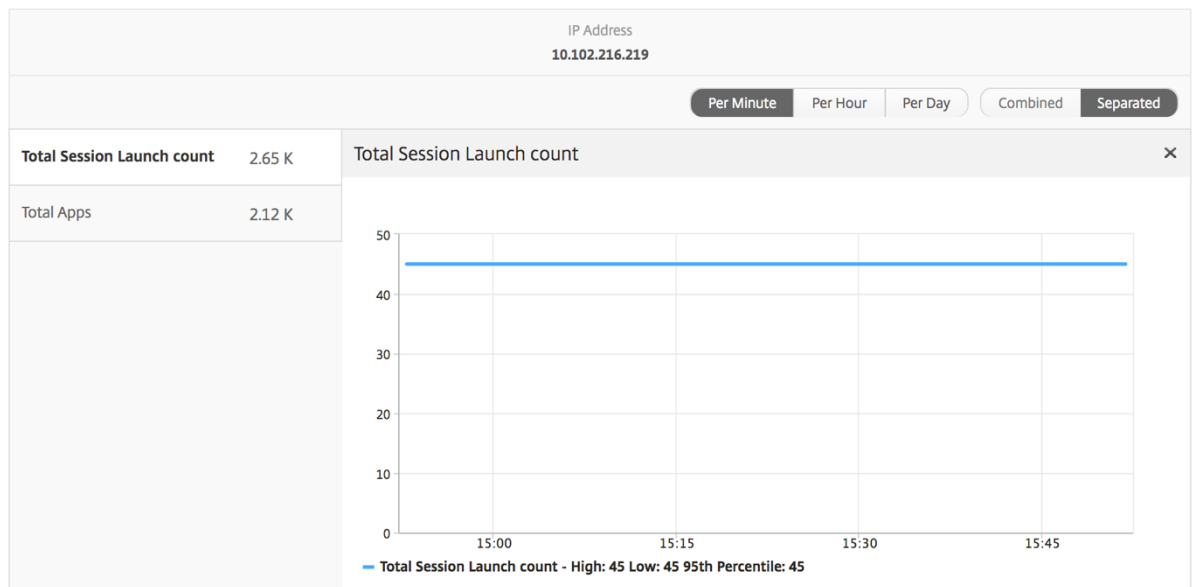 IP Address
10.102.216.219
Per Minute Per Hour Per Day Combined Separated
Total Session Launch count 2.65 K
Total Apps 2.12 K
Total Session Launch count ×
50
40
30
20
10
0
15:00 15:15 15:30 15:45
Total Session Launch count - High: 45 Low: 45 95th Percentile: 45